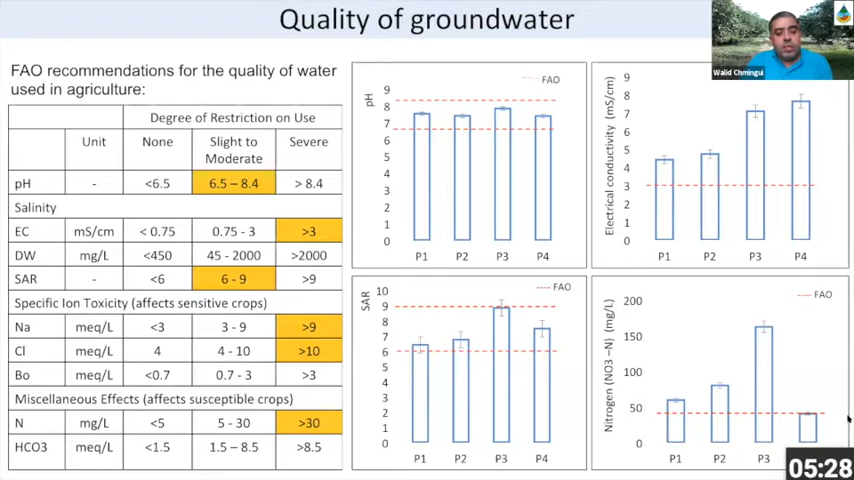 Quality of groundwater
Walid Chmingui
FAO recommendations for the quality of water
used in agriculture:
Degree of Restriction on Use
Unit None Slight to Moderate Severe
pH - <6.5 6.5 – 8.4 > 8.4
Salinity
EC mS/cm < 0.75 0.75 - 3 >3
DW mg/L <450 45 - 2000 >2000
SAR - <6 6 - 9 >9
Specific Ion Toxicity (affects sensitive crops)
Na meq/L <3 3 - 9 >9
Cl meq/L 4 4 - 10 >10
Bo meq/L <0.7 0.7 - 3 >3
Miscellaneous Effects (affects susceptible crops)
N mg/L <5 5 - 30 >30
HCO3 meq/L <1.5 1.5 – 8.5 >8.5
pH
FAO
9
8
7
6
5
4
3
2
1
0
P1 P2 P3 P4
Electrical conductivity (mS/cm)
9
8
7
6
5
4
3
2
1
0
P1 P2 P3 P4
SAR
FAO
10
9
8
7
6
5
4
3
2
1
0
P1 P2 P3 P4
Nitrogen (NO3 –N) (mg/L)
FAO
200
150
100
50
0
P1 P2 P3 P4
05:28